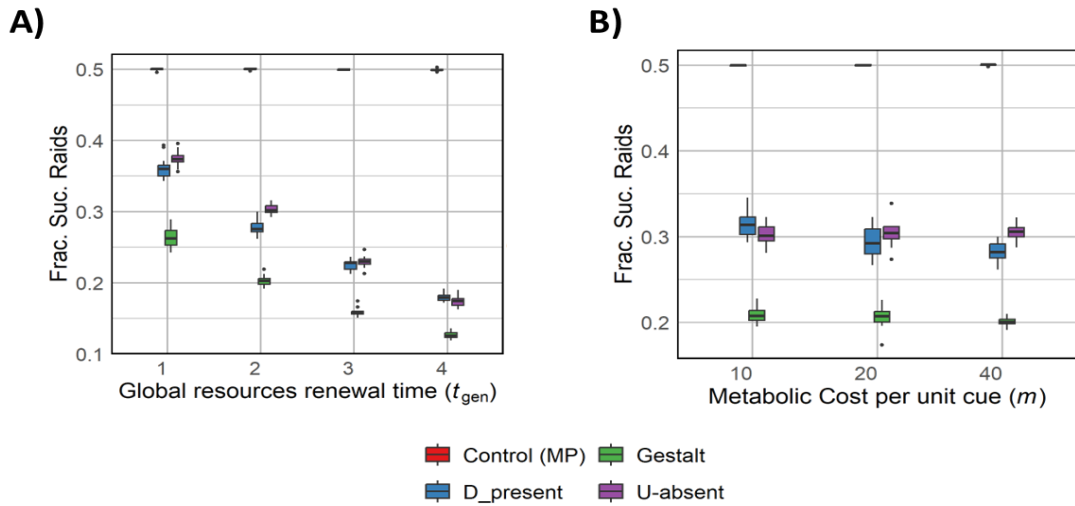 A)
B)
Frac. Suc. Raids
0.5
0.4
0.3
0.2
0.1
1 2 3 4
Global resources renewal time (t_gen)
Frac. Suc. Raids
0.5
0.4
0.3
0.2
10 20 40
Metabolic Cost per unit cue (m)
Control (MP) Gestalt
D_present U-absent